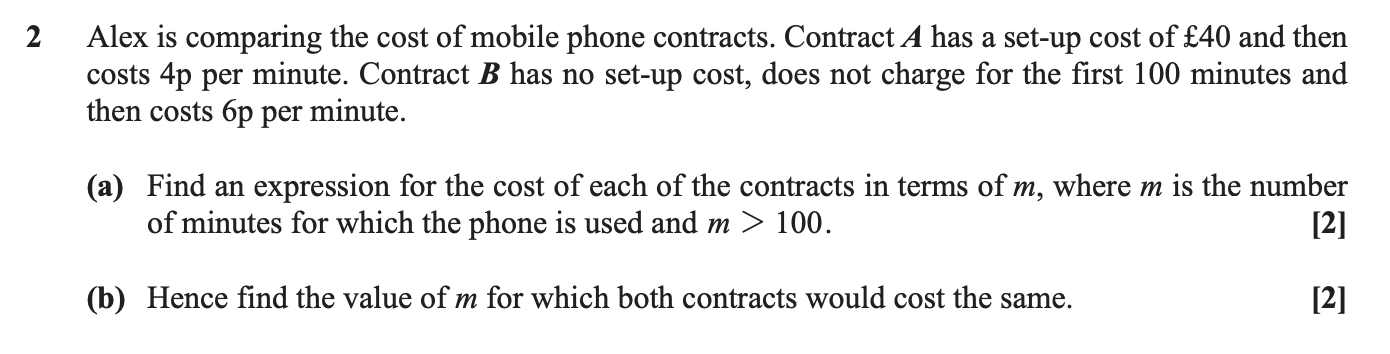 2 Alex is comparing the cost of mobile phone contracts. Contract A has a set-up cost of £40 and then
costs 4p per minute. Contract B has no set-up cost, does not charge for the first 100 minutes and
then costs 6p per minute.
(a) Find an expression for the cost of each of the contracts in terms of m, where m is the number
of minutes for which the phone is used and m > 100. [2]
(b) Hence find the value of m for which both contracts would cost the same. [2]